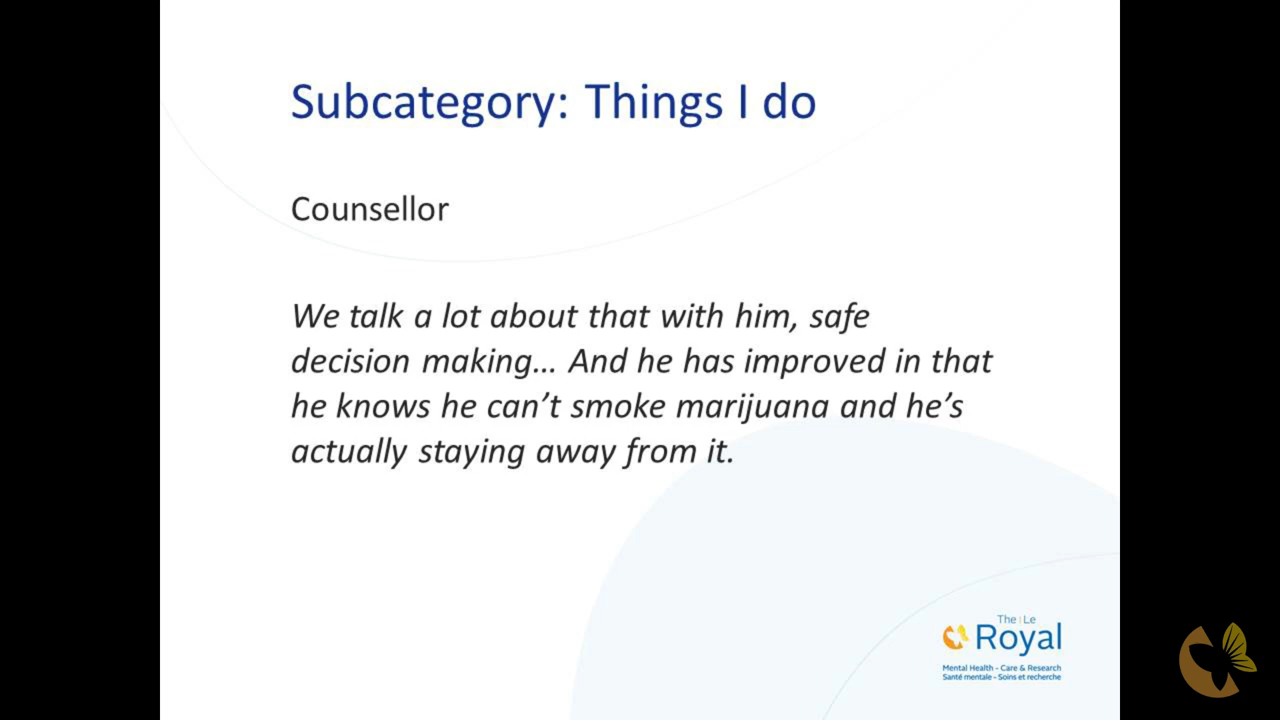 Subcategory: Things I do
Counsellor
We talk a lot about that with him, safe
decision making... And he has improved in that
he knows he can’t smoke marijuana and he’s
actually staying away from it.
The | Le
Royal
Mental Health - Care & Research
Santé mentale - Soins et recherche